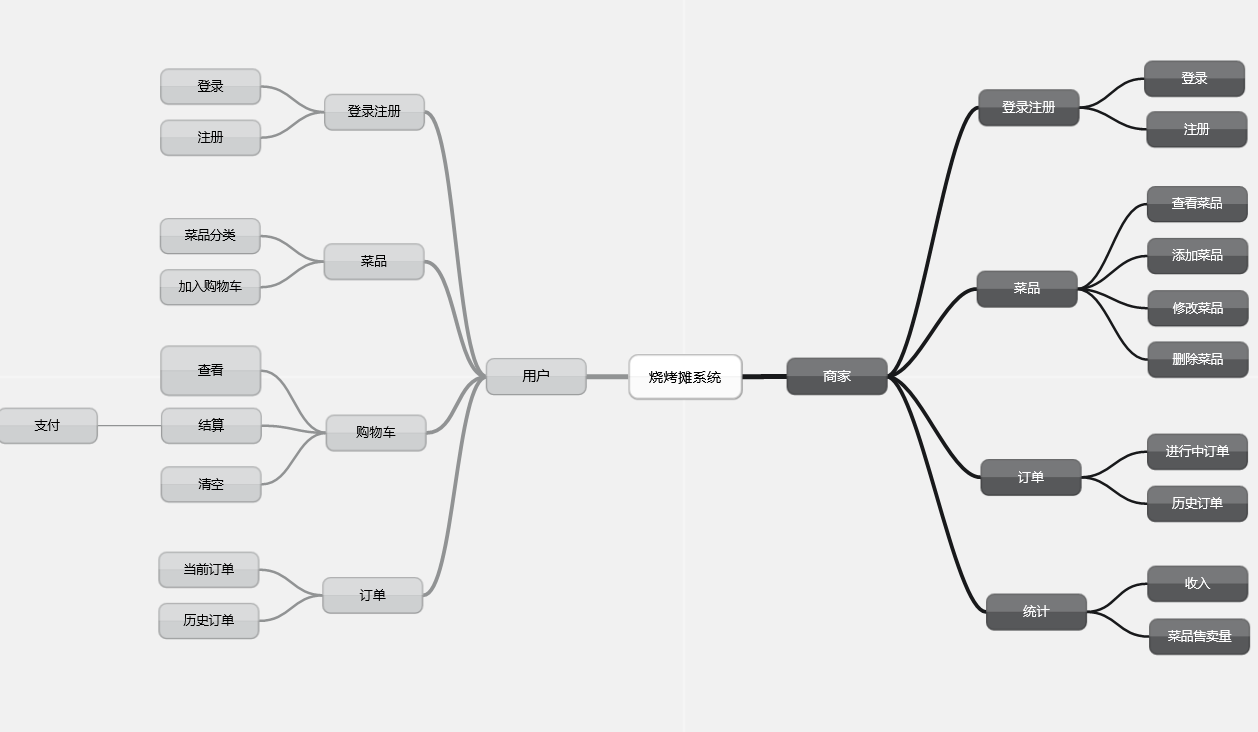 烧烤摊系统
用户
登录注册
登录
注册
菜品
菜品分类
加入购物车
购物车
查看
结算
支付
清空
订单
当前订单
历史订单
商家
登录注册
登录
注册
菜品
查看菜品
添加菜品
修改菜品
删除菜品
订单
进行中订单
历史订单
统计
收入
菜品售卖量